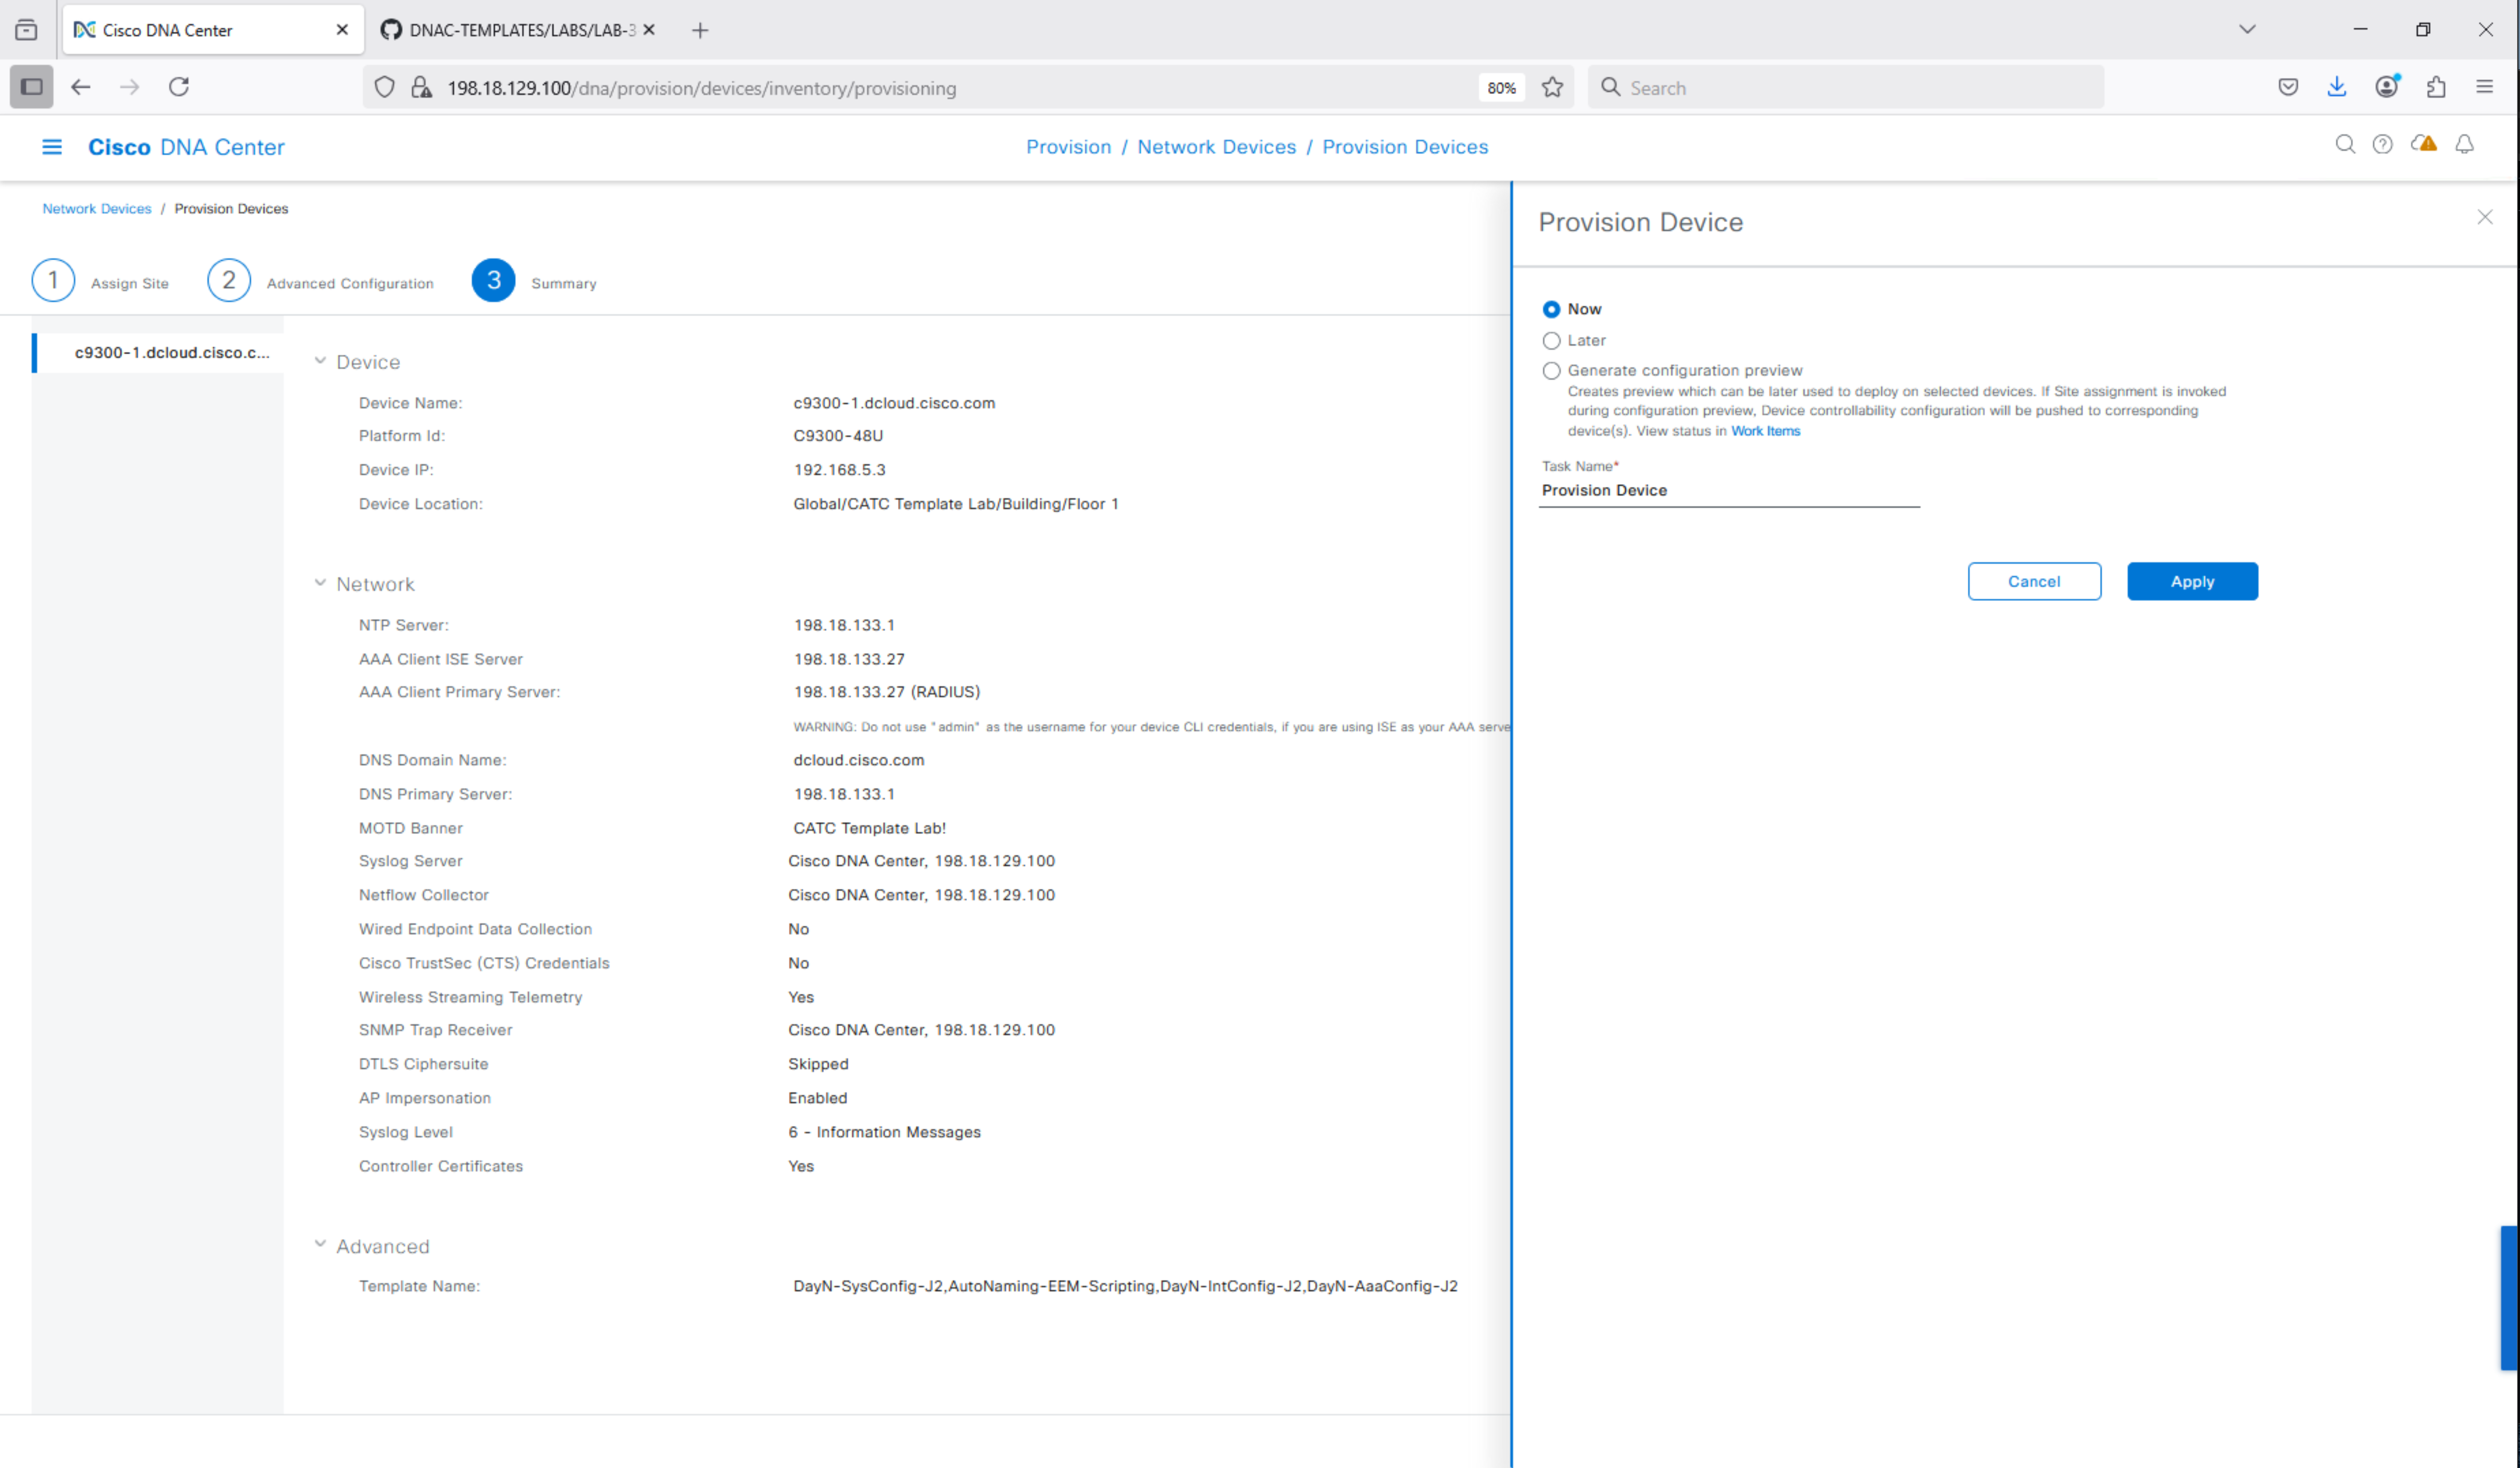 Cisco DNA Center
DNAC-TEMPLATES/LABS/LAB-3
198.18.129.100/dna/provision/devices/inventory/provisioning
80%
Search
Cisco DNA Center
Provision / Network Devices / Provision Devices
Network Devices / Provision Devices
1 Assign Site
2 Advanced Configuration
3 Summary
c9300-1.dcloud.cisco.c...
Device
Device Name: c9300-1.dcloud.cisco.com
Platform Id: C9300-48U
Device IP: 192.168.5.3
Device Location: Global/CATC Template Lab/Building/Floor 1
Network
NTP Server: 198.18.133.1
AAA Client ISE Server 198.18.133.27
AAA Client Primary Server: 198.18.133.27 (RADIUS)
WARNING: Do not use "admin" as the username for your device CLI credentials, if you are using ISE as your AAA serve
DNS Domain Name: dcloud.cisco.com
DNS Primary Server: 198.18.133.1
MOTD Banner CATC Template Lab!
Syslog Server Cisco DNA Center, 198.18.129.100
Netflow Collector Cisco DNA Center, 198.18.129.100
Wired Endpoint Data Collection No
Cisco TrustSec (CTS) Credentials No
Wireless Streaming Telemetry Yes
SNMP Trap Receiver Cisco DNA Center, 198.18.129.100
DTLS Ciphersuite Skipped
AP Impersonation Enabled
Syslog Level 6 - Information Messages
Controller Certificates Yes
Advanced
Template Name: DayN-SysConfig-J2,AutoNaming-EEM-Scripting,DayN-IntConfig-J2,DayN-AaaConfig-J2
Provision Device
Now
Later
Generate configuration preview
Creates preview which can be later used to deploy on selected devices. If Site assignment is invoked
during configuration preview, Device controllability configuration will be pushed to corresponding
device(s). View status in Work Items
Task Name*
Provision Device
Cancel
Apply